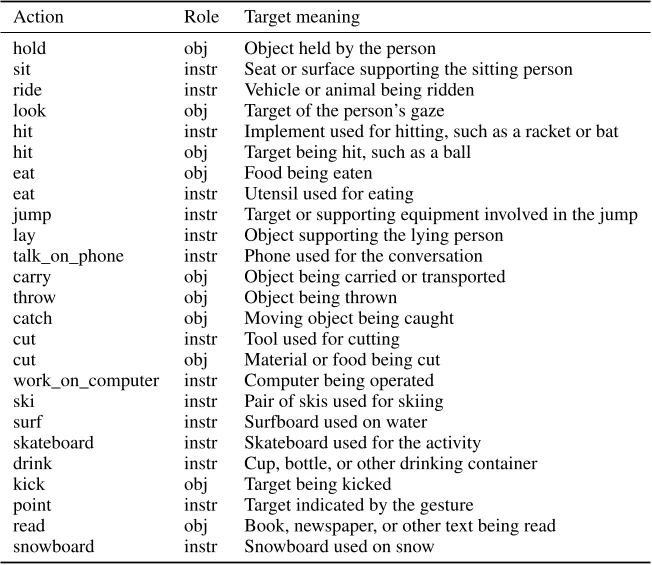 Action Role Target meaning
hold obj Object held by the person
sit instr Seat or surface supporting the sitting person
ride instr Vehicle or animal being ridden
look obj Target of the person’s gaze
hit instr Implement used for hitting, such as a racket or bat
hit obj Target being hit, such as a ball
eat obj Food being eaten
eat instr Utensil used for eating
jump instr Target or supporting equipment involved in the jump
lay instr Object supporting the lying person
talk_on_phone instr Phone used for the conversation
carry obj Object being carried or transported
throw obj Object being thrown
catch obj Moving object being caught
cut instr Tool used for cutting
cut obj Material or food being cut
work_on_computer instr Computer being operated
ski instr Pair of skis used for skiing
surf instr Surfboard used on water
skateboard instr Skateboard used for the activity
drink instr Cup, bottle, or other drinking container
kick obj Target being kicked
point instr Target indicated by the gesture
read obj Book, newspaper, or other text being read
snowboard instr Snowboard used on snow